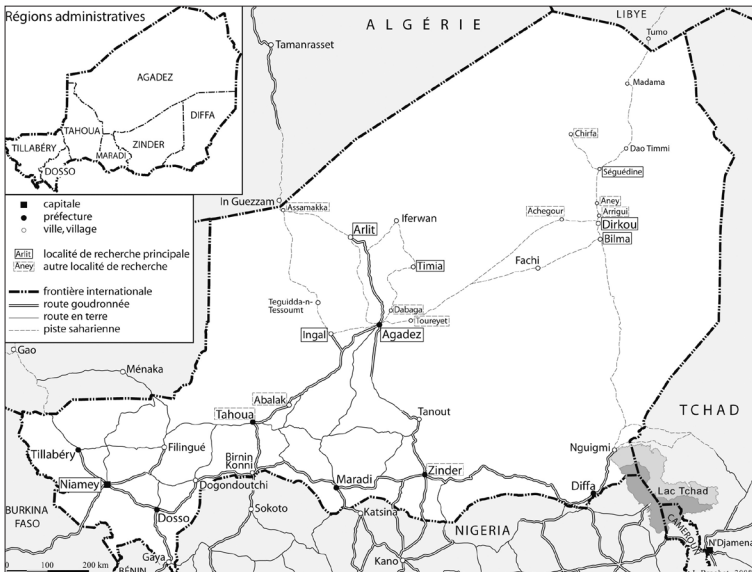 Régions administratives
AGADEZ
DIFFA
TAHOUA
ZINDER
TILLABÉRY
MARADI
DOSSO
capitale
préfecture
ville, village
Arlit localité de recherche principale
Aney autre localité de recherche
frontière internationale
route goudronnée
route en terre
piste saharienne
ALGÉRIE
LIBYE
Tumo
Tamanrasset
Madama
Chirfa
Dao Timmi
Séguédine
In Guezzam
Assamakka
Aney
Achegour
Arrigui
Iferwan
Dirkou
Arlit
Bilma
Timia
Fachi
Teguidda-n-
Tessoumt
Dabaga
Toureyet
Ingal
Agadez
Gao
Ménaka
Abalak
TCHAD
Tahoua
Tanout
Tillabéry
Filingué
Nguigmi
Birnin
Konni
Zinder
Niamey
Maradi
Diffa
Dogondoutchi
Lac Tchad
BURKINA
FASO
Dosso
Sokoto
Katsina
NIGERIA
CAMEROUN
N'Djamena
Gaya
Kano
0 100 200 km
BÉNIN